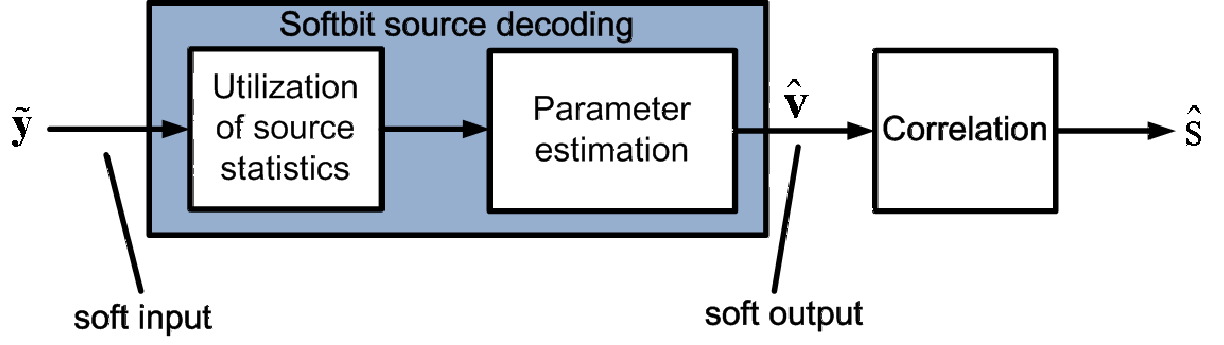 Softbit source decoding
ỹ
Utilization
of source
statistics
Parameter
estimation
v̂
Correlation
ŝ
soft input
soft output